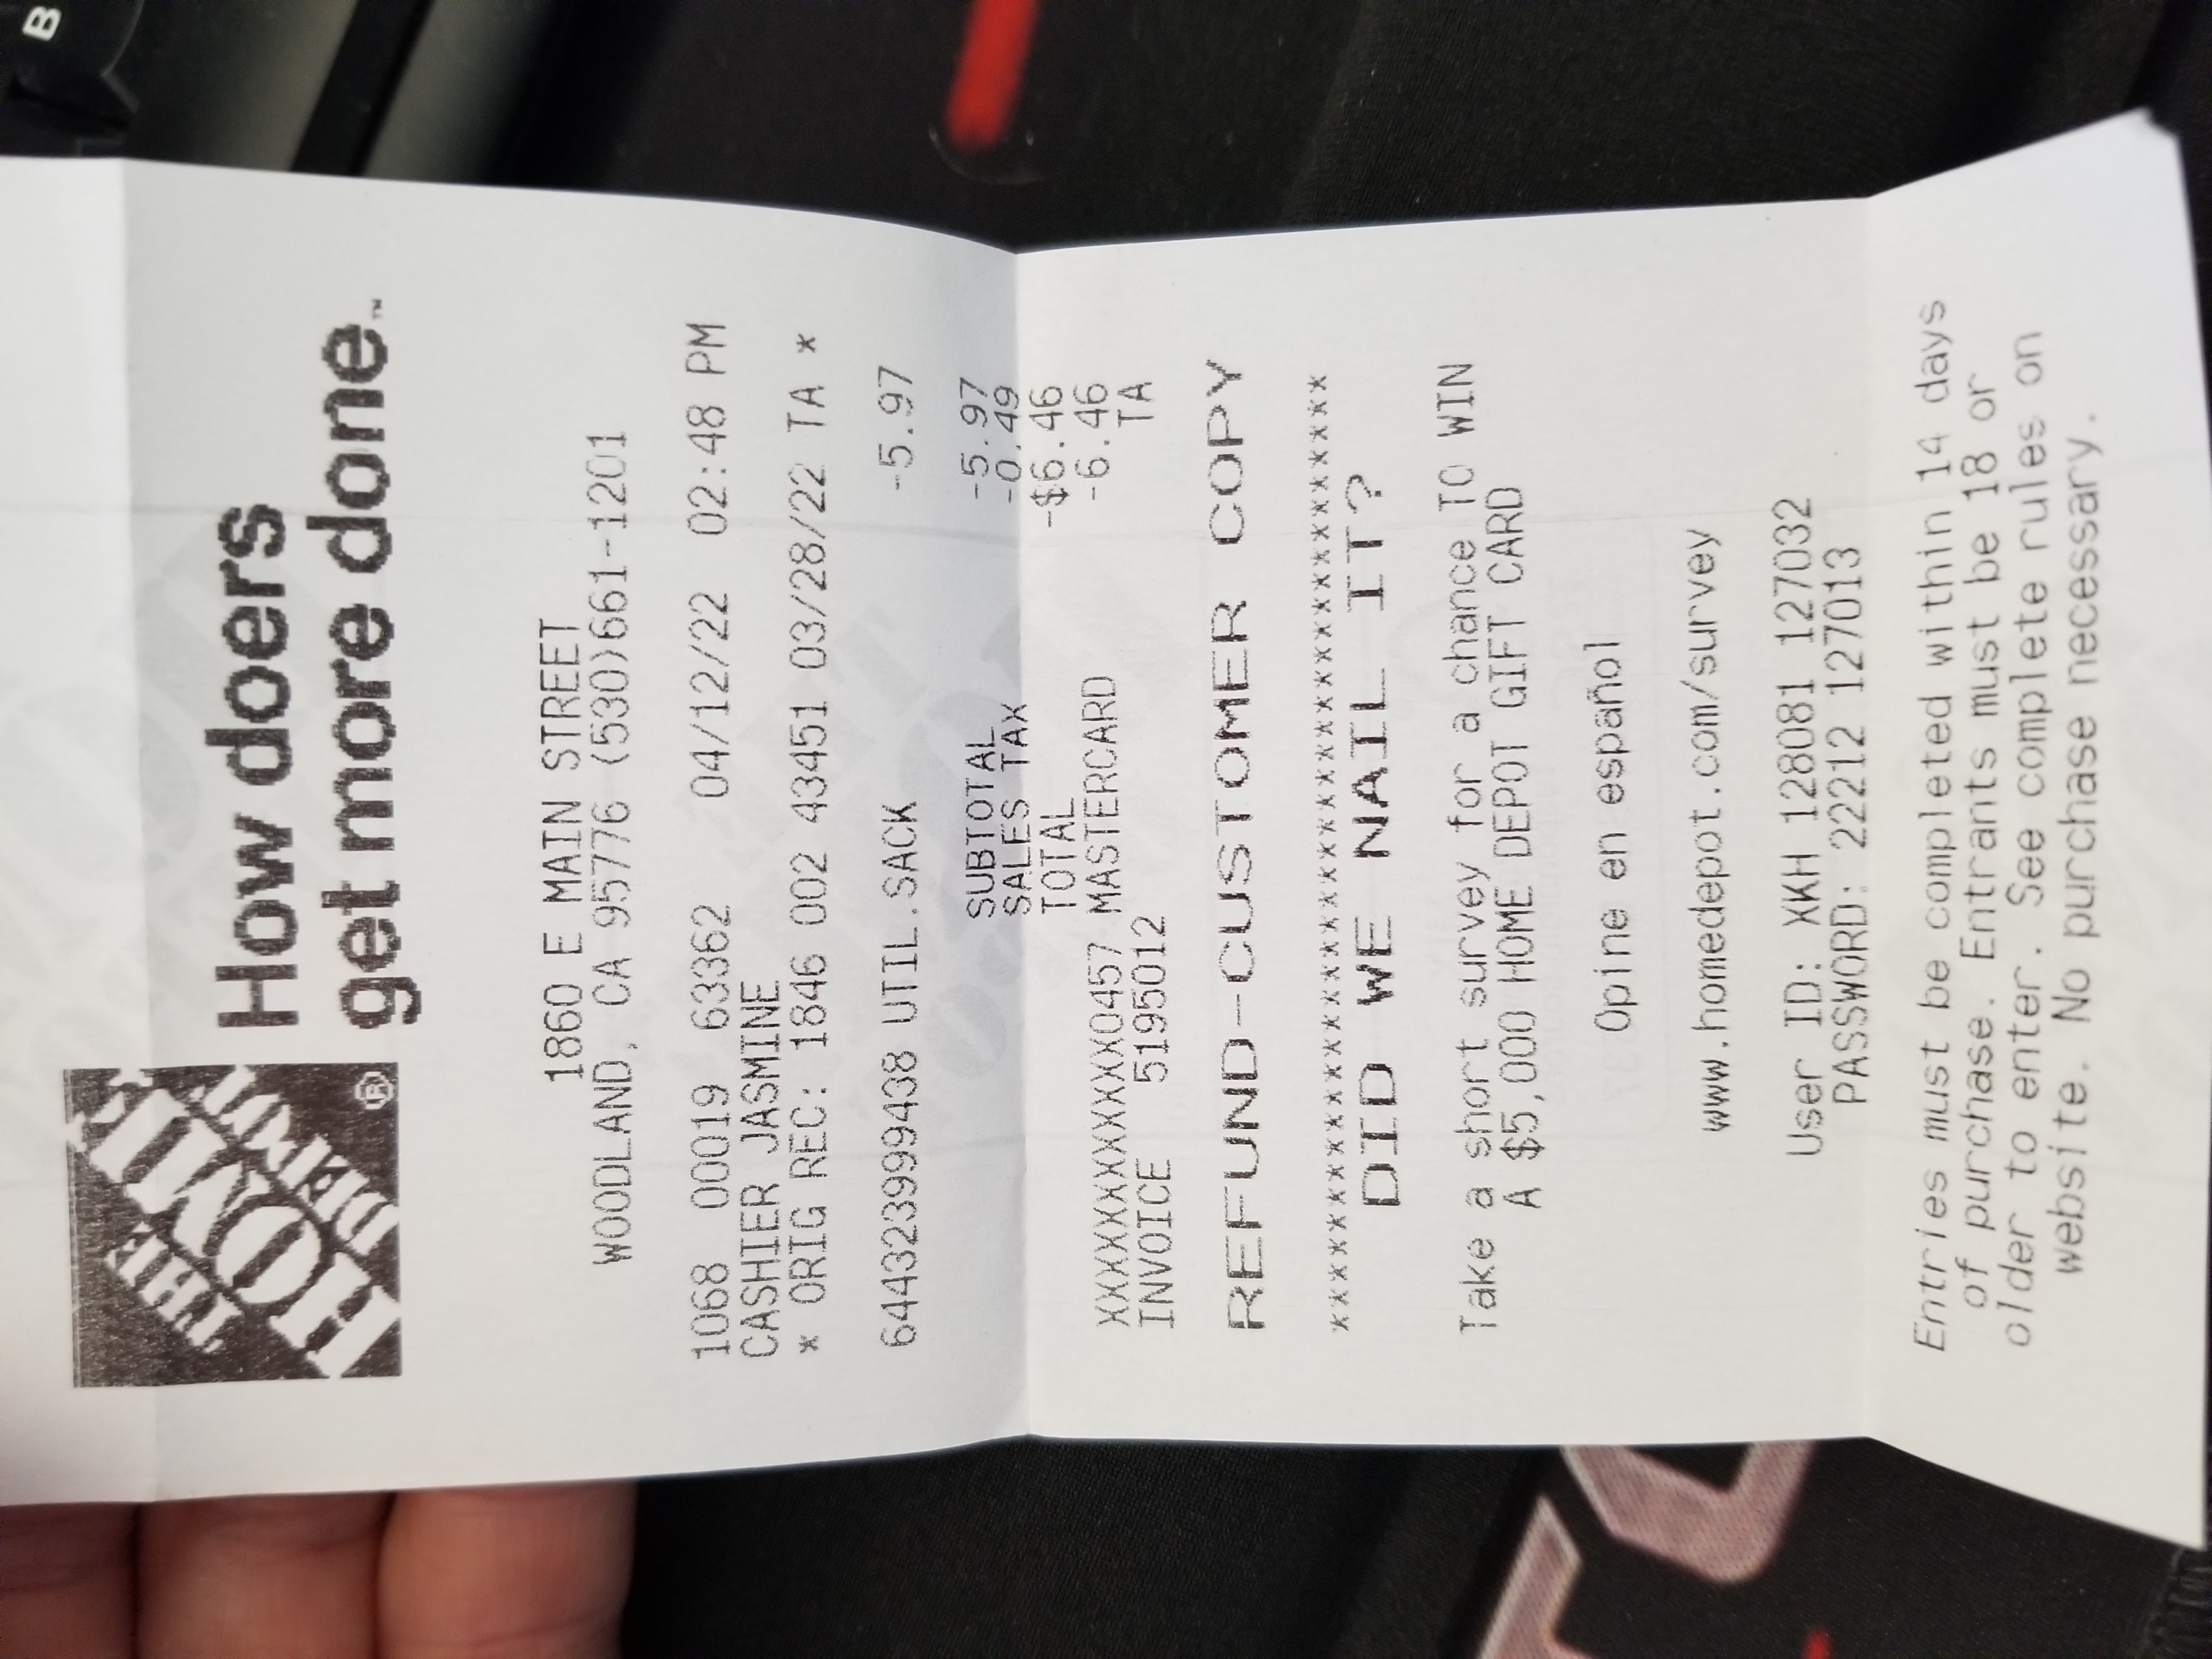 THE
HOME
DEPOT
®
How doers
get more done™
1860 E MAIN STREET
WOODLAND, CA 95776 (530)661-1201
1068 00019 63362 04/12/22 02:48 PM
CASHIER JASMINE
* ORIG REC: 1846 002 43451 03/28/22 TA *
644323999438 UTIL.SACK -5.97
SUBTOTAL -5.97
SALES TAX -0.49
TOTAL -$6.46
XXXXXXXXXXXX0457 MASTERCARD -6.46
INVOICE 5195012 TA
REFUND-CUSTOMER COPY
*******************************************
DID WE NAIL IT?
Take a short survey for a chance TO WIN
A $5,000 HOME DEPOT GIFT CARD
Opine en español
www.homedepot.com/survey
User ID: XKH 128081 127032
PASSWORD: 22212 127013
Entries must be completed within 14 days
of purchase. Entrants must be 18 or
older to enter. See complete rules on
website. No purchase necessary.
B